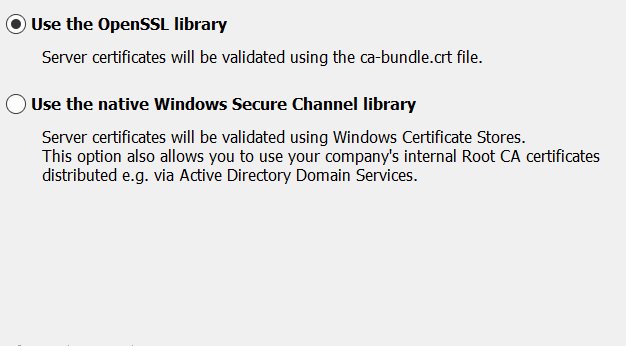 Use the OpenSSL library
Server certificates will be validated using the ca-bundle.crt file.
Use the native Windows Secure Channel library
Server certificates will be validated using Windows Certificate Stores.
This option also allows you to use your company's internal Root CA certificates
distributed e.g. via Active Directory Domain Services.